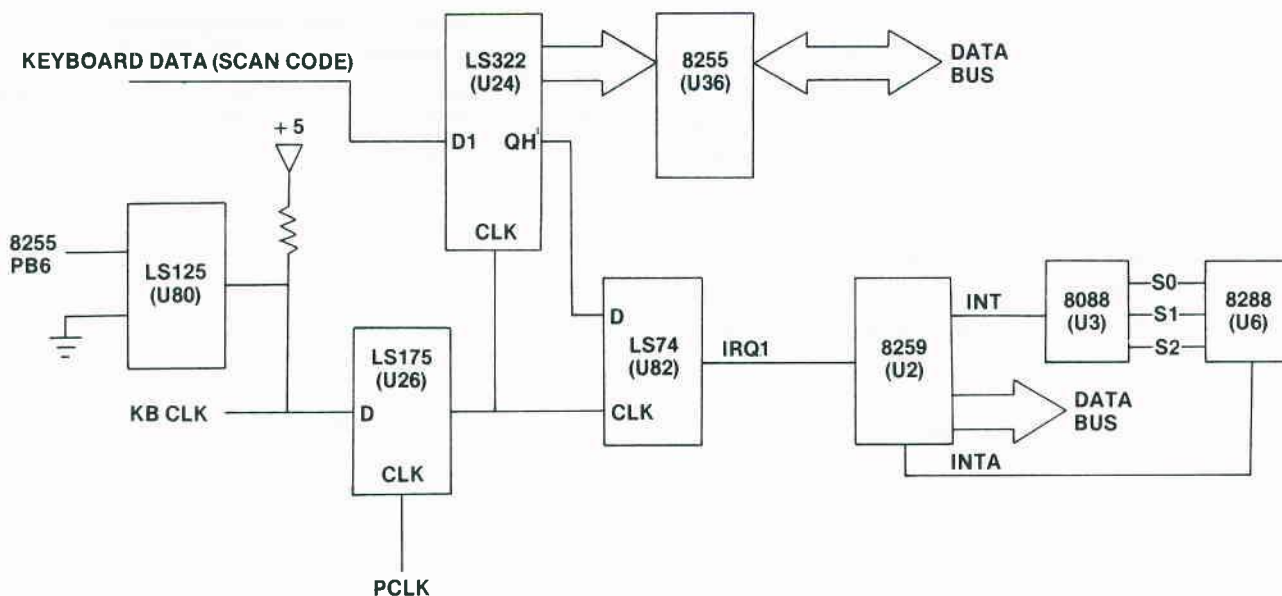 KEYBOARD DATA (SCAN CODE)
LS322
(U24)
D1
QH
CLK
8255
(U36)
DATA
BUS
+5
8255
PB6
LS125
(U80)
KB CLK
LS175
(U26)
D
CLK
PCLK
D
LS74
(U82)
CLK
IRQ1
8259
(U2)
INT
8088
(U3)
S0
S1
S2
8288
(U6)
DATA
BUS
INTA